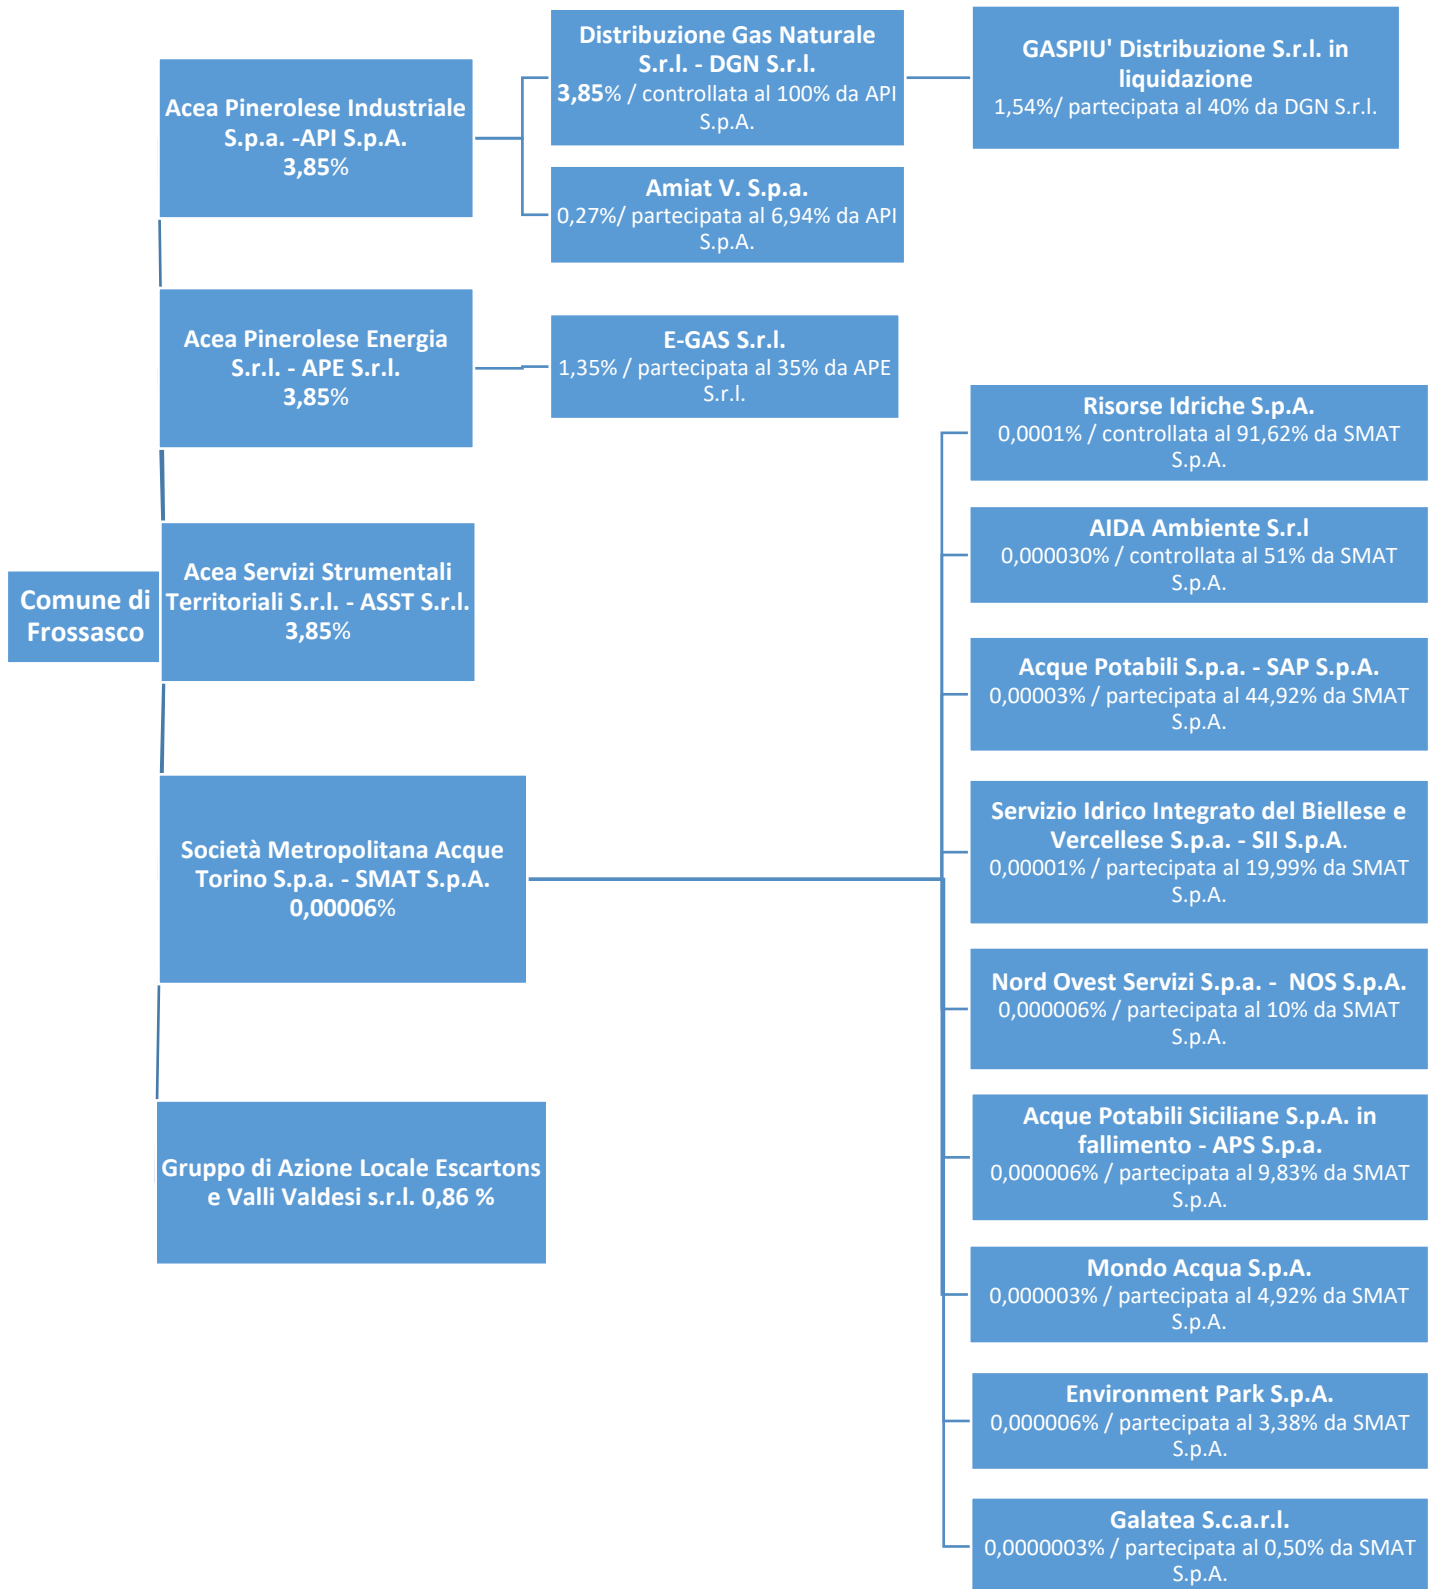 Comune di
Frossasco
Acea Pinerolese Industriale
S.p.a. -API S.p.A.
3,85%
Distribuzione Gas Naturale
S.r.l. - DGN S.r.l.
3,85% / controllata al 100% da API
S.p.A.
GASPIU' Distribuzione S.r.l. in
liquidazione
1,54%/ partecipata al 40% da DGN S.r.l.
Amiat V. S.p.a.
0,27%/ partecipata al 6,94% da API
S.p.A.
Acea Pinerolese Energia
S.r.l. - APE S.r.l.
3,85%
E-GAS S.r.l.
1,35% / partecipata al 35% da APE
S.r.l.
Acea Servizi Strumentali
Territoriali S.r.l. - ASST S.r.l.
3,85%
Società Metropolitana Acque
Torino S.p.a. - SMAT S.p.A.
0,00006%
Risorse Idriche S.p.A.
0,0001% / controllata al 91,62% da SMAT
S.p.A.
AIDA Ambiente S.r.l
0,000030% / controllata al 51% da SMAT
S.p.A.
Acque Potabili S.p.a. - SAP S.p.A.
0,00003% / partecipata al 44,92% da SMAT
S.p.A.
Servizio Idrico Integrato del Biellese e
Vercellese S.p.a. - SII S.p.A.
0,00001% / partecipata al 19,99% da SMAT
S.p.A.
Nord Ovest Servizi S.p.a. - NOS S.p.A.
0,000006% / partecipata al 10% da SMAT
S.p.A.
Acque Potabili Siciliane S.p.A. in
fallimento - APS S.p.a.
0,000006% / partecipata al 9,83% da SMAT
S.p.A.
Mondo Acqua S.p.A.
0,000003% / partecipata al 4,92% da SMAT
S.p.A.
Environment Park S.p.A.
0,000006% / partecipata al 3,38% da SMAT
S.p.A.
Galatea S.c.a.r.l.
0,0000003% / partecipata al 0,50% da SMAT
S.p.A.
Gruppo di Azione Locale Escartons
e Valli Valdesi s.r.l. 0,86 %